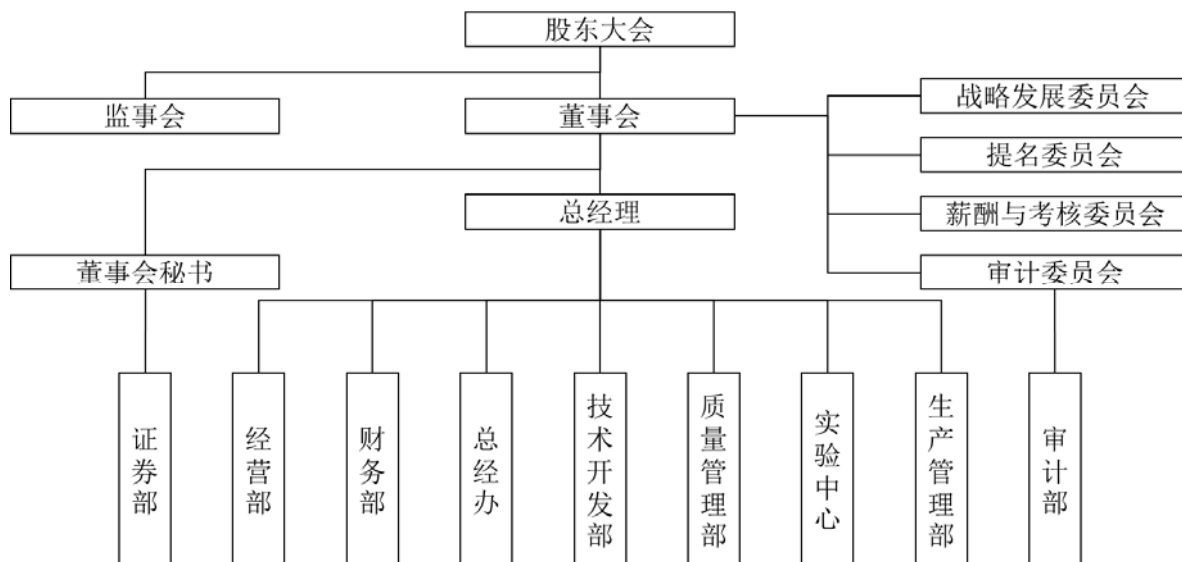 股东大会
监事会
董事会
战略发展委员会
提名委员会
总经理
薪酬与考核委员会
董事会秘书
审计委员会
证券部
经营部
财务部
总经办
技术开发部
质量管理部
实验中心
生产管理部
审计部